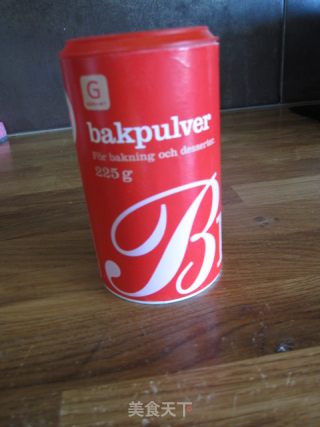 G
bakpulver
För bakning och desserter
225 g
B
美食天下